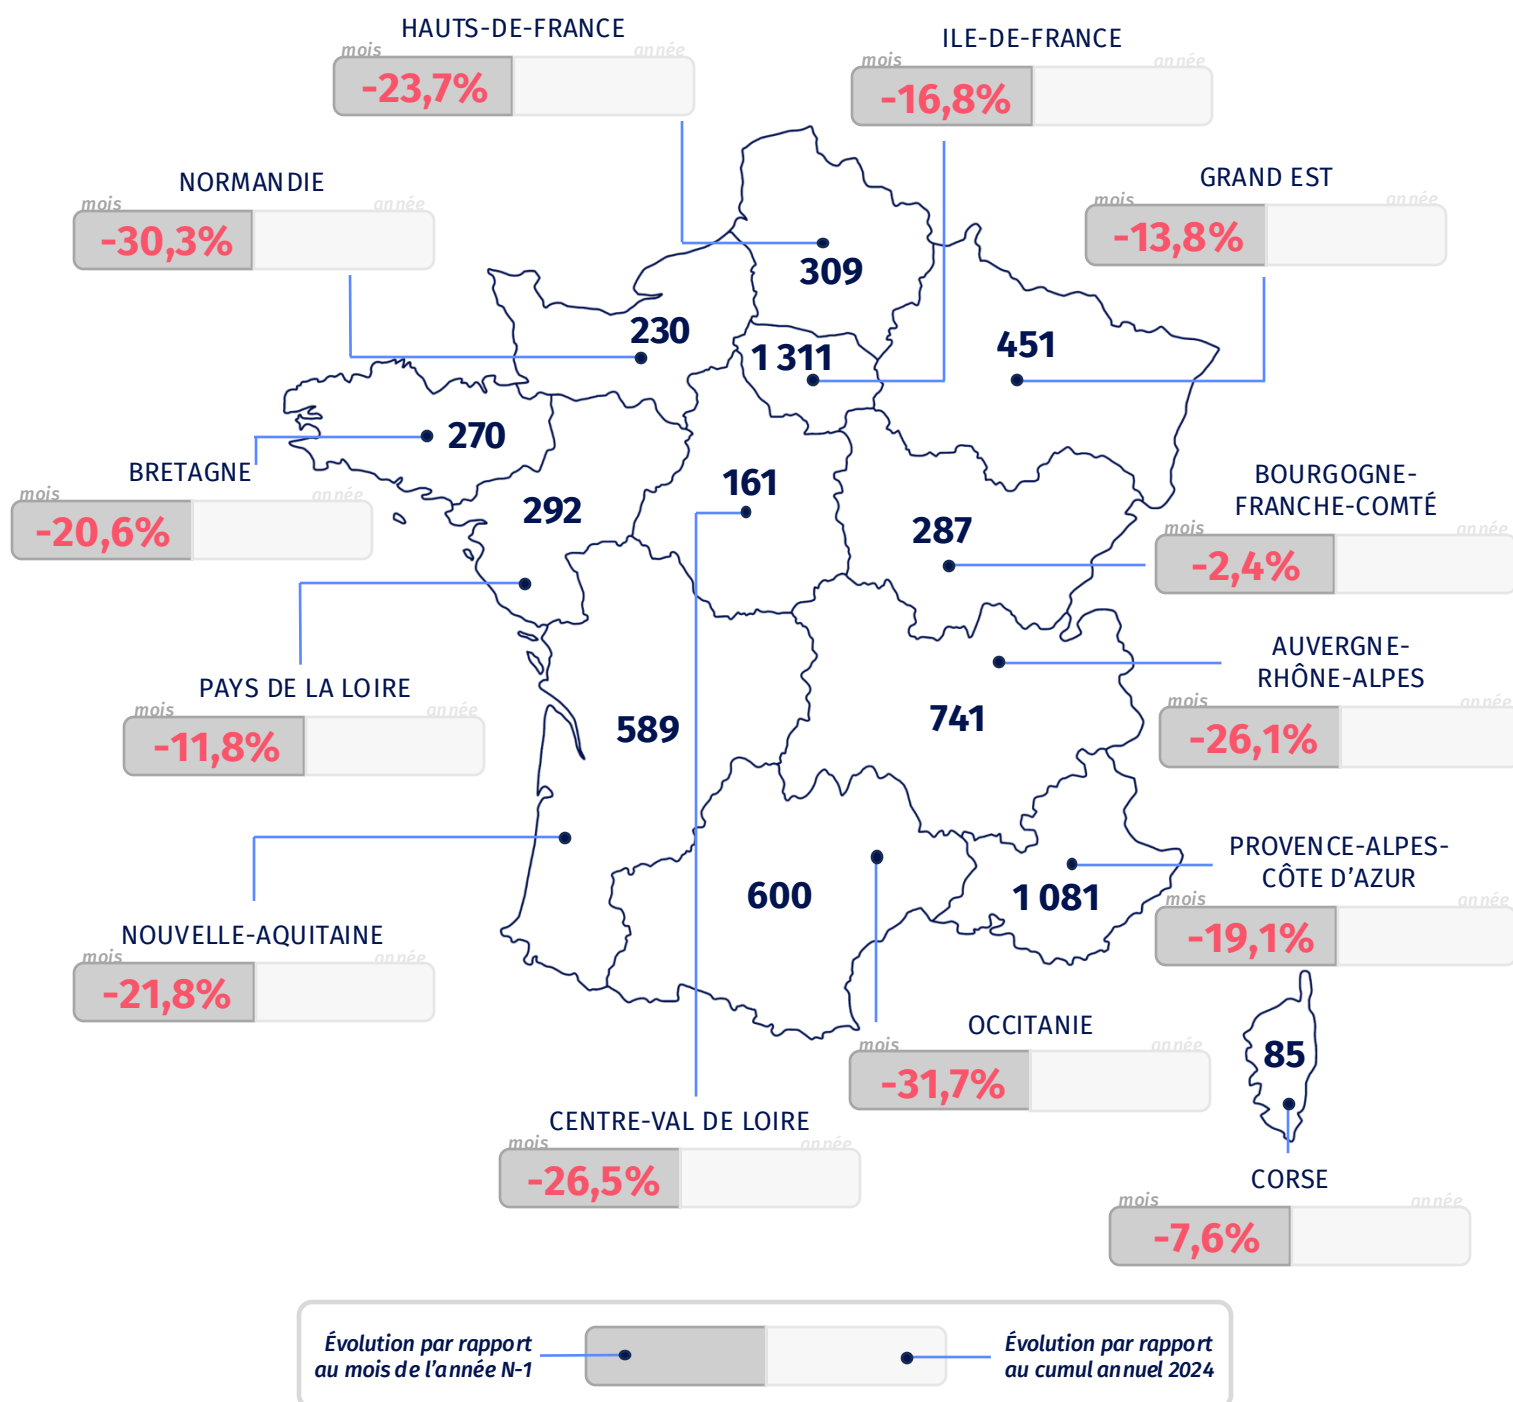 HAUTS-DE-FRANCE
mois année
-23,7%
ILE-DE-FRANCE
mois année
-16,8%
NORMANDIE
mois année
-30,3%
GRAND EST
mois année
-13,8%
309
230
1 311
451
270
BRETAGNE
mois année
-20,6%
292
161
287
BOURGOGNE-
FRANCHE-COMTÉ
mois année
-2,4%
PAYS DE LA LOIRE
mois année
-11,8%
589
741
AUVERGNE-
RHÔNE-ALPES
mois année
-26,1%
NOUVELLE-AQUITAINE
mois année
-21,8%
600
1 081
PROVENCE-ALPES-
CÔTE D’AZUR
mois année
-19,1%
OCCITANIE
mois année
-31,7%
85
CENTRE-VAL DE LOIRE
mois année
-26,5%
CORSE
mois année
-7,6%
Évolution par rapport
au mois de l’année N-1
Évolution par rapport
au cumul annuel 2024